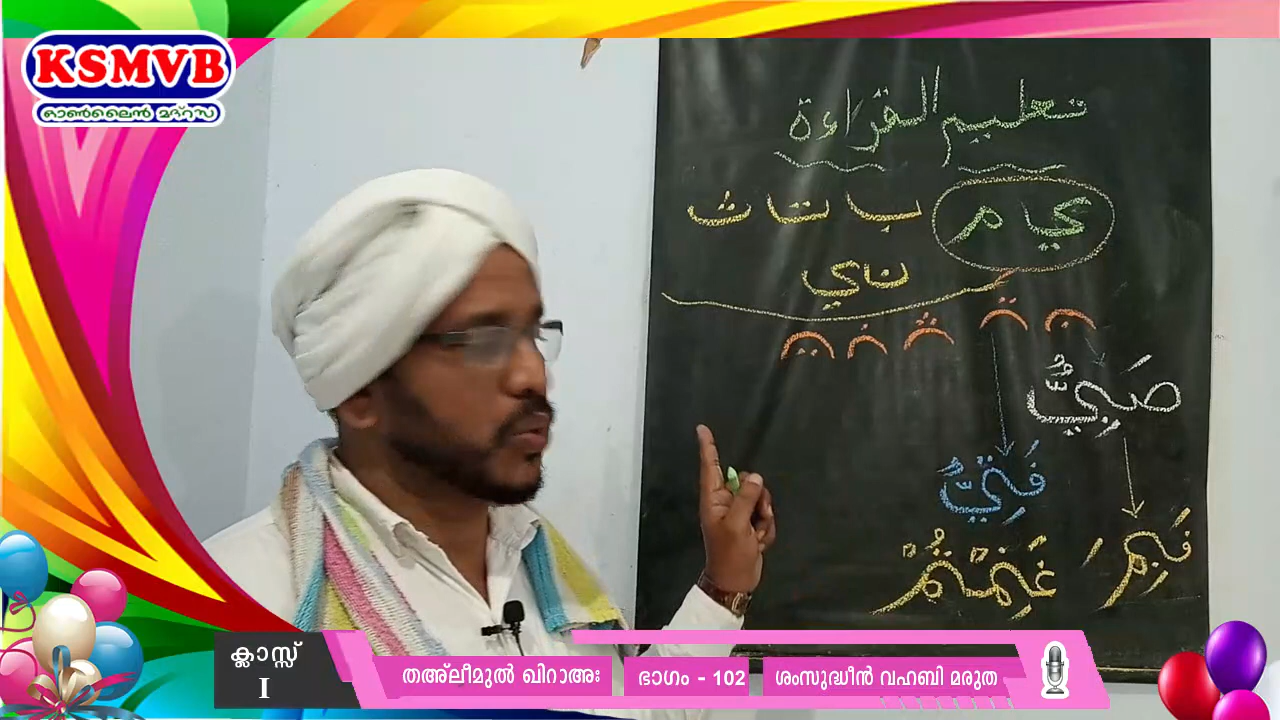 KSMVB
ഓൺലൈൻ മദ്റസ
تعليم القراءة
ي م ب ت ث
ن ي
صَبِيٌّ
فَتِيٌّ
ക്ലാസ്സ്
I
തഅ്ലീമുൽ ഖിറാഅഃ
ഭാഗം - 102
ശംസുദ്ധീൻ വഹബി മരുത